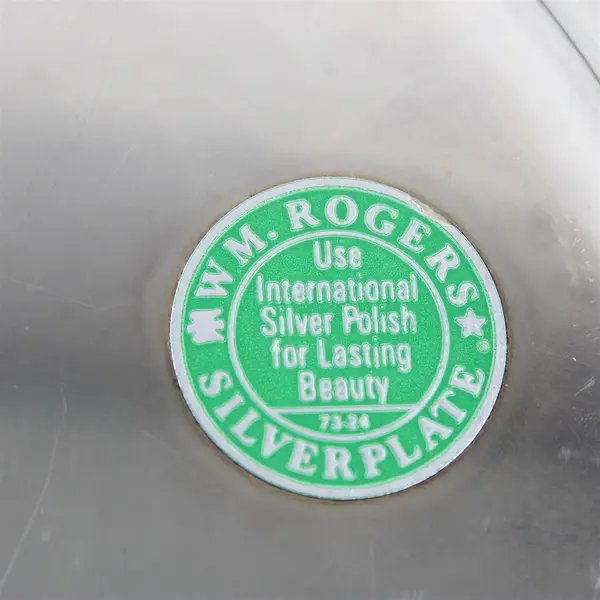 WM. ROGERS
Use
International
Silver Polish
for Lasting
Beauty
73-24
SILVERPLATE
®